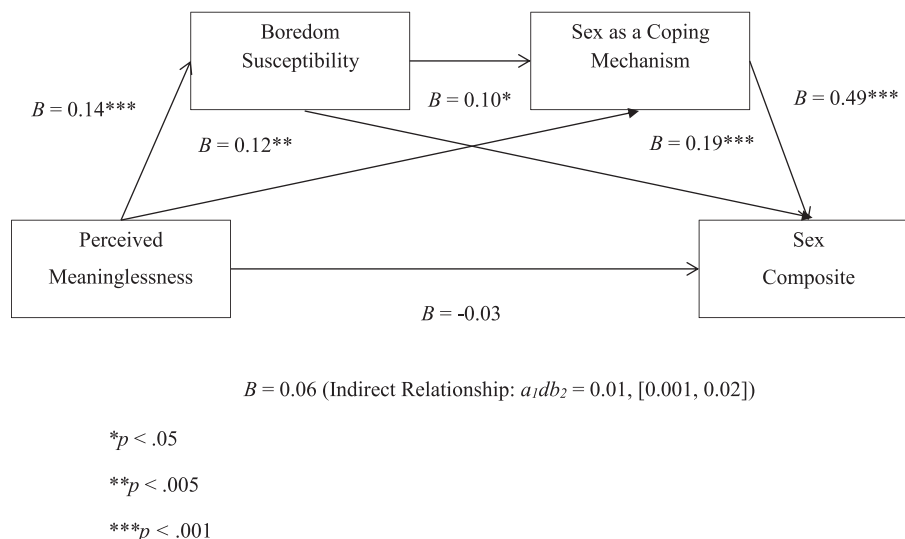 Boredom
Susceptibility
Sex as a Coping
Mechanism
B = 0.14***
B = 0.10*
B = 0.49***
B = 0.12**
B = 0.19***
Perceived
Meaninglessness
Sex
Composite
B = -0.03
B = 0.06 (Indirect Relationship: a₁db₂ = 0.01, [0.001, 0.02])
*p < .05
**p < .005
***p < .001